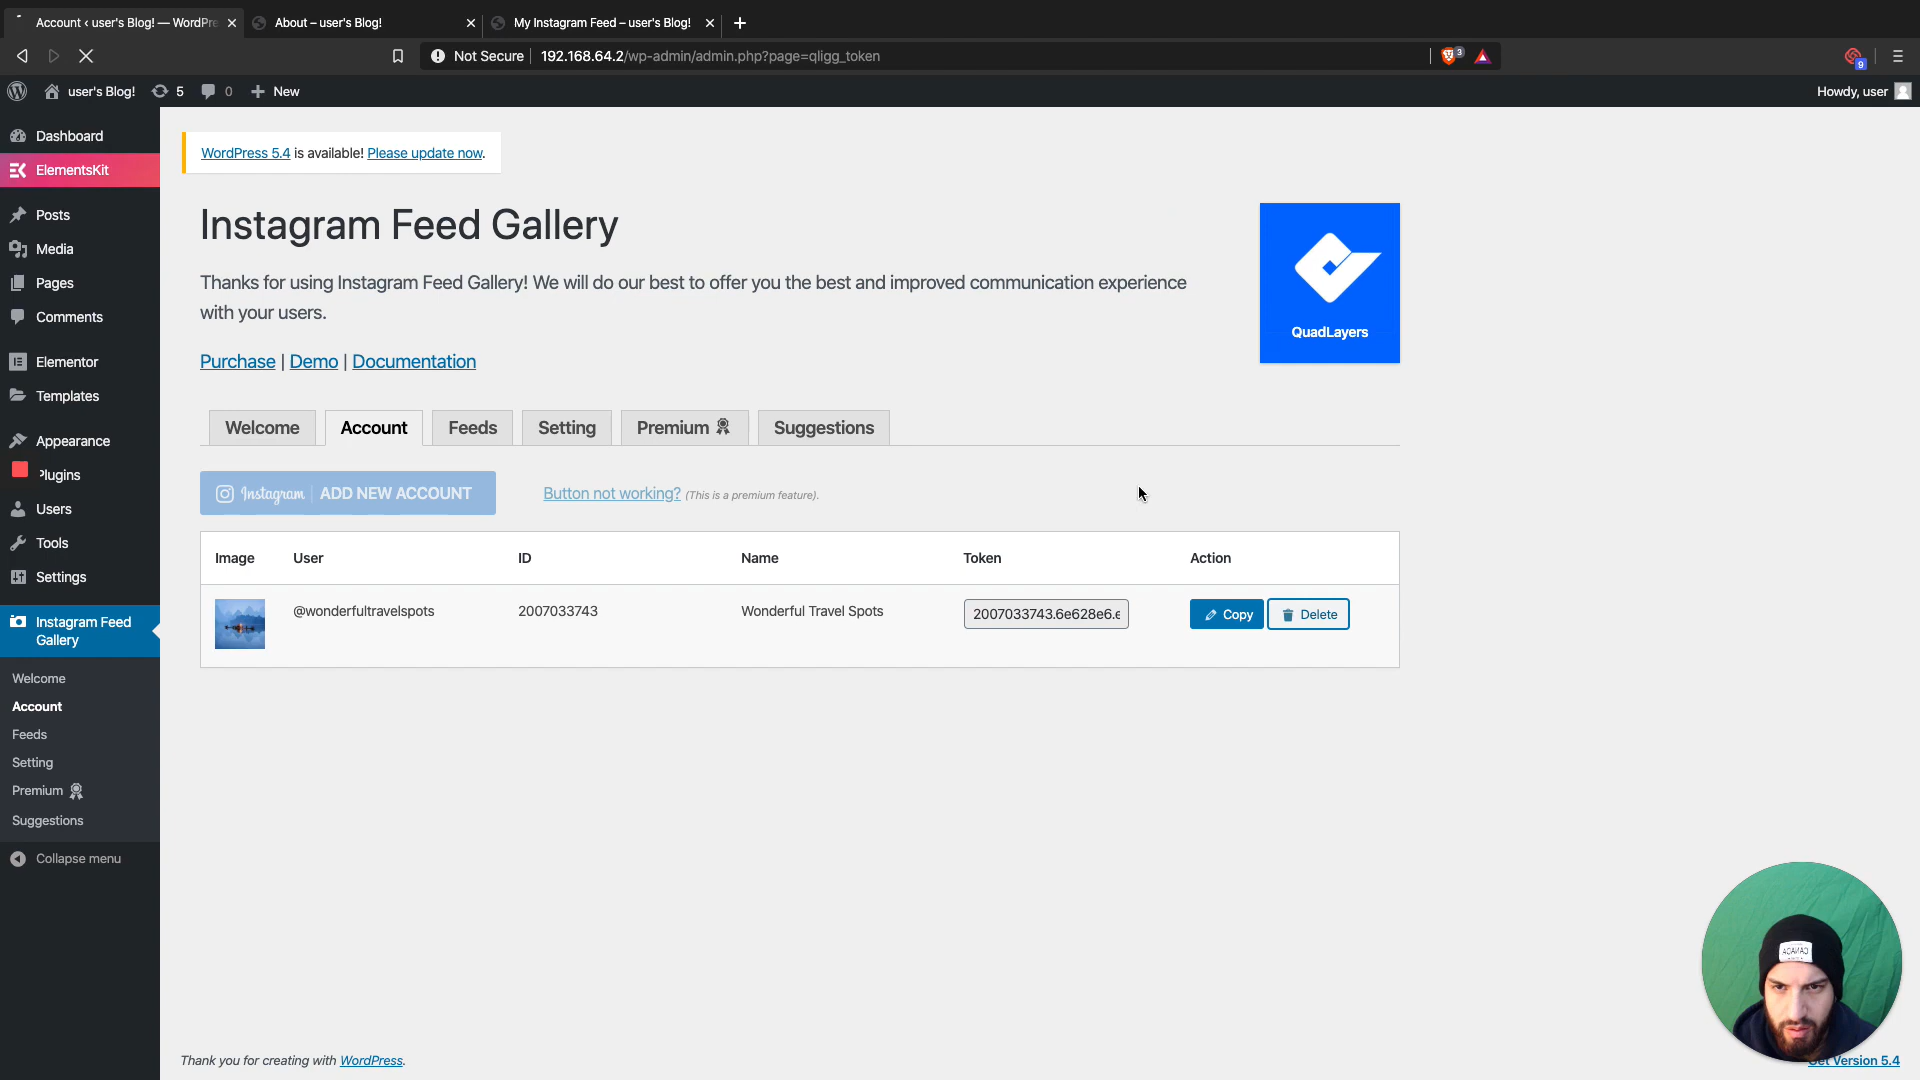 Account ‹ user's Blog! — WordPre
About – user's Blog!
My Instagram Feed – user's Blog!
Not Secure
192.168.64.2/wp-admin/admin.php?page=qligg_token
3
9
user's Blog!
5
0
New
Howdy, user
Dashboard
ElementsKit
Posts
Media
Pages
Comments
Elementor
Templates
Appearance
Plugins
Users
Tools
Settings
Instagram Feed
Gallery
Welcome
Account
Feeds
Setting
Premium
Suggestions
Collapse menu
WordPress 5.4 is available! Please update now.
Instagram Feed Gallery
Thanks for using Instagram Feed Gallery! We will do our best to offer you the best and improved communication experience
with your users.
Purchase | Demo | Documentation
QuadLayers
Welcome
Account
Feeds
Setting
Premium
Suggestions
Instagram ADD NEW ACCOUNT
Button not working? (This is a premium feature).
Image User ID Name Token Action
@wonderfultravelspots 2007033743 Wonderful Travel Spots 2007033743.6e628e6.e Copy Delete
Thank you for creating with WordPress.
Get Version 5.4